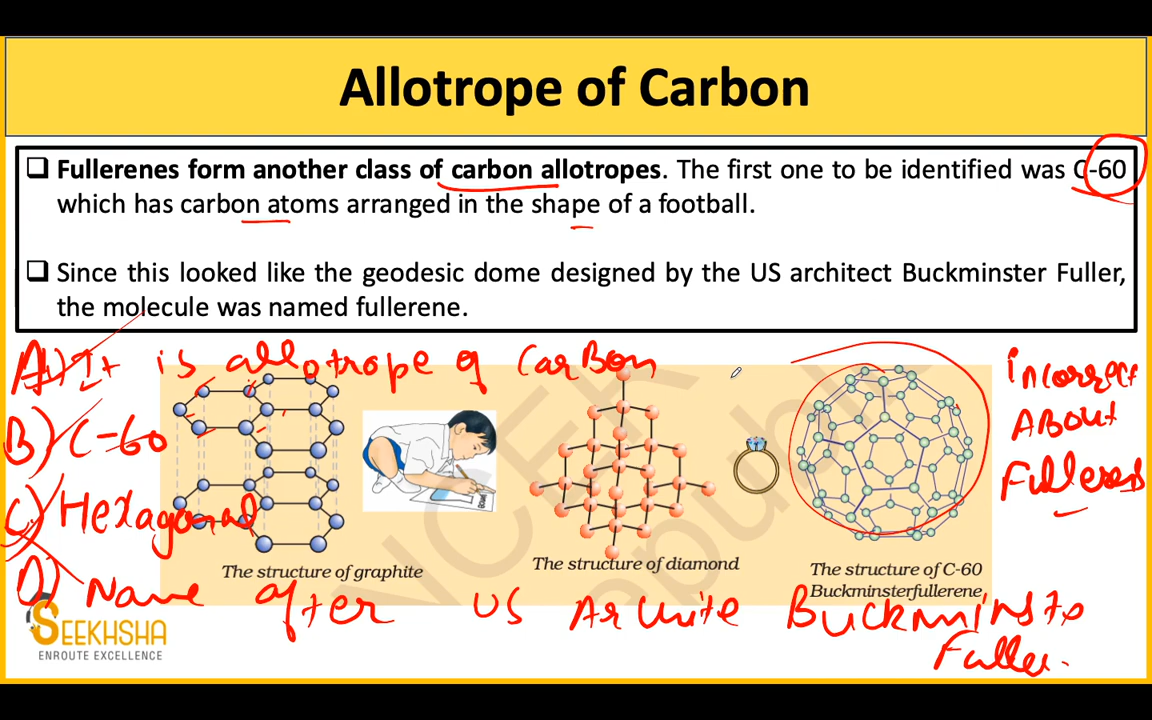 Allotrope of Carbon
❑ Fullerenes form another class of carbon allotropes. The first one to be identified was C-60
which has carbon atoms arranged in the shape of a football.
❑ Since this looked like the geodesic dome designed by the US architect Buckminster Fuller,
the molecule was named fullerene.
A) It is allotrope of Carbon
B) C-60
C) Hexagonal
D) Name after US Buckminsto
Fuller.
incorrect
About
The structure of graphite
The structure of diamond
The structure of C-60
Buckminsterfullerene
SEEKHSHA
ENROUTE EXCELLENCE